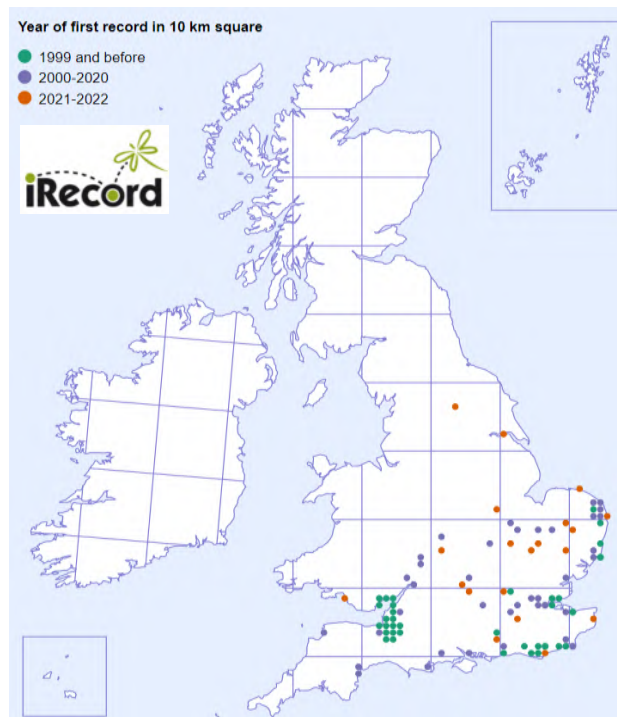 Year of first record in 10 km square
1999 and before
2000-2020
2021-2022
iRecord